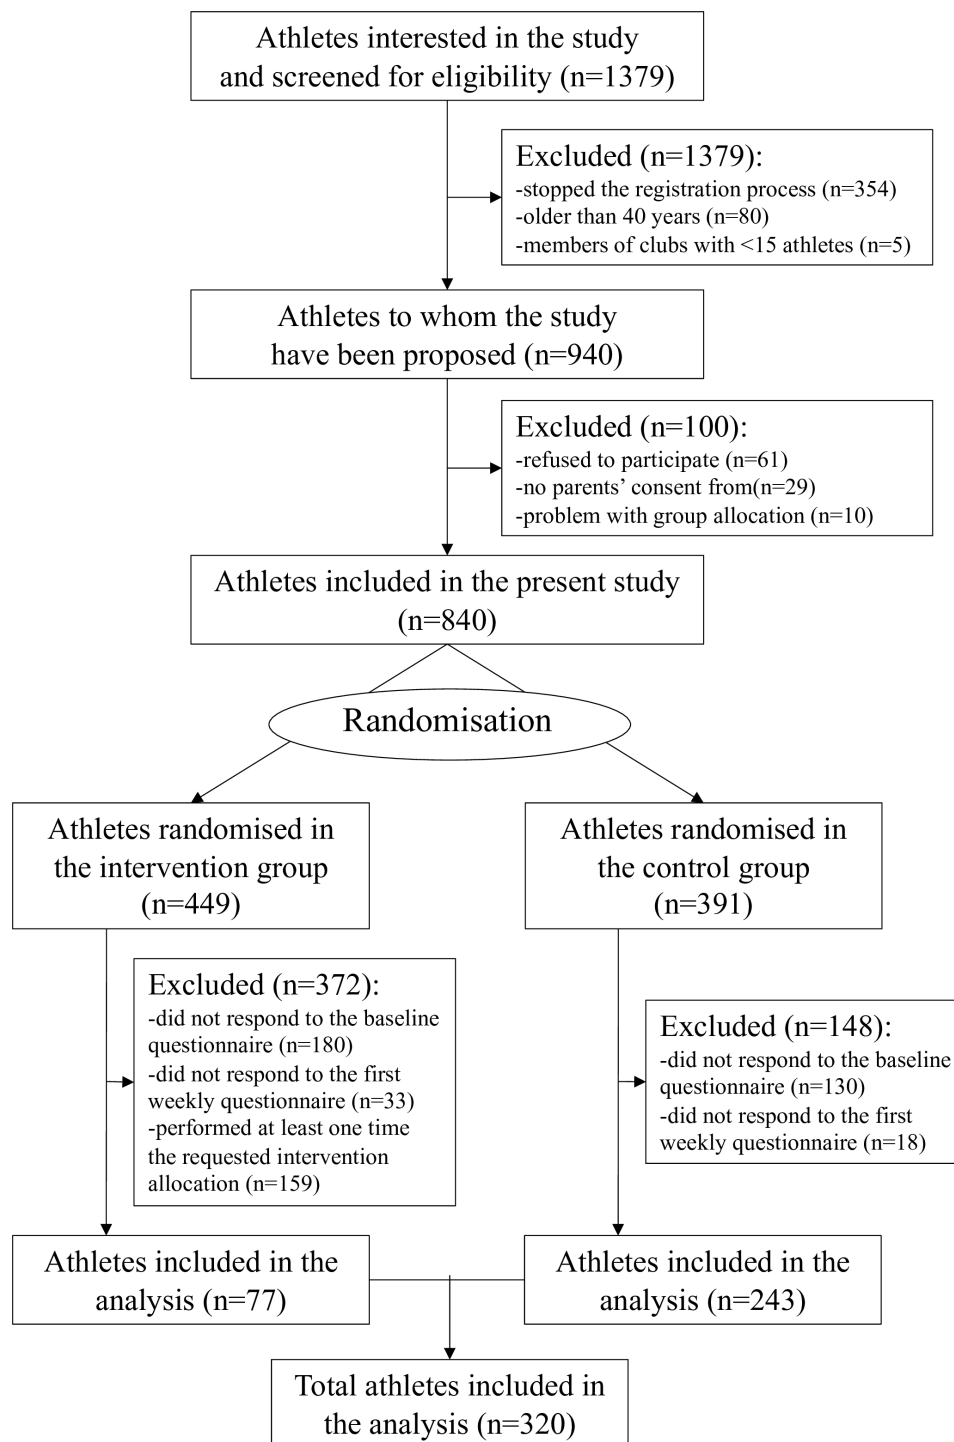 Athletes interested in the study
and screened for eligibility (n=1379)
Excluded (n=1379):
-stopped the registration process (n=354)
-older than 40 years (n=80)
-members of clubs with <15 athletes (n=5)
Athletes to whom the study
have been proposed (n=940)
Excluded (n=100):
-refused to participate (n=61)
-no parents’ consent from(n=29)
-problem with group allocation (n=10)
Athletes included in the present study
(n=840)
Randomisation
Athletes randomised in
the intervention group
(n=449)
Athletes randomised in
the control group
(n=391)
Excluded (n=372):
-did not respond to the baseline
questionnaire (n=180)
-did not respond to the first
weekly questionnaire (n=33)
-performed at least one time
the requested intervention
allocation (n=159)
Excluded (n=148):
-did not respond to the baseline
questionnaire (n=130)
-did not respond to the first
weekly questionnaire (n=18)
Athletes included in the
analysis (n=77)
Athletes included in the
analysis (n=243)
Total athletes included in
the analysis (n=320)